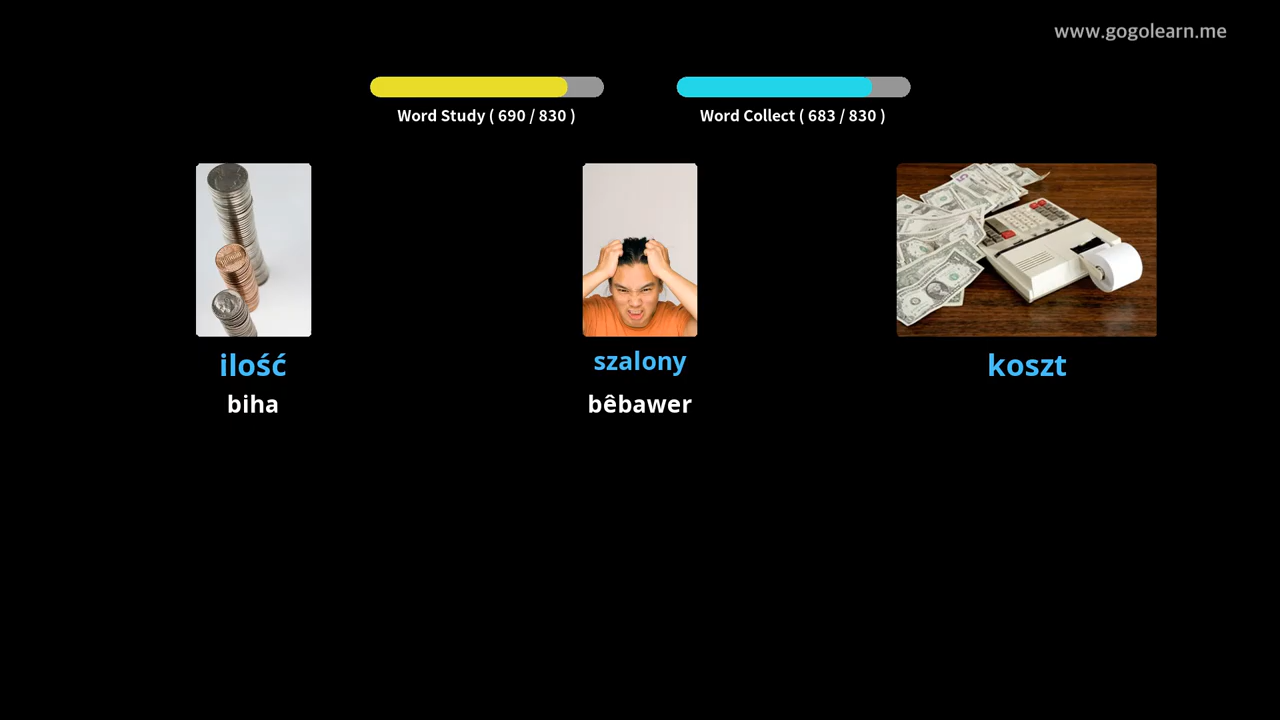 www.gogolearn.me
Word Study ( 690 / 830 )
Word Collect ( 683 / 830 )
ilość
szalony
koszt
biha
bêbawer